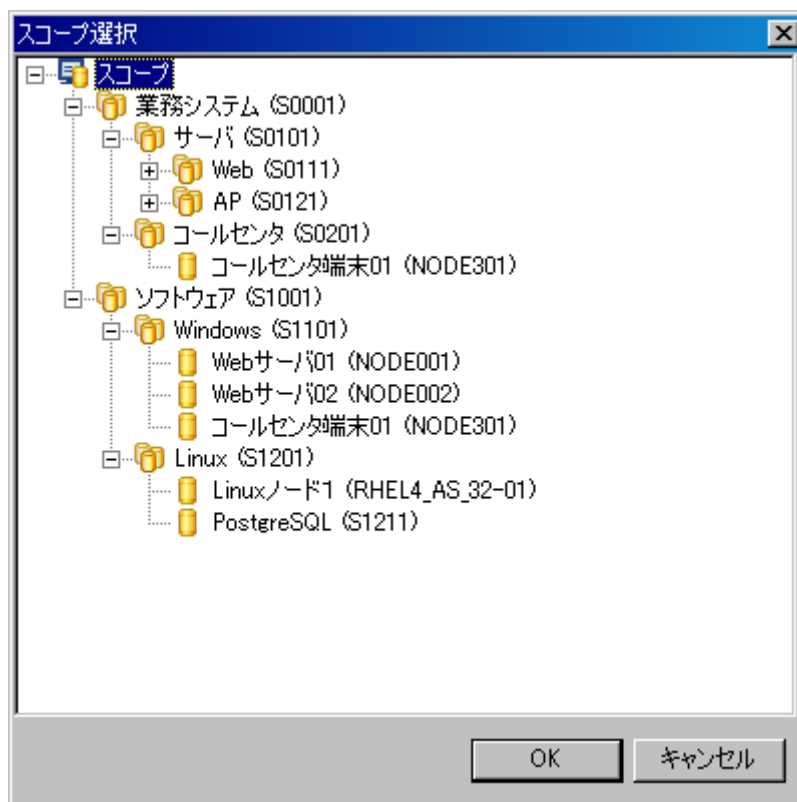 スコープ選択
スコープ
業務システム (S0001)
サーバ (S0101)
Web (S0111)
AP (S0121)
コールセンタ (S0201)
コールセンタ端末01 (NODE301)
ソフトウェア (S1001)
Windows (S1101)
Webサーバ01 (NODE001)
Webサーバ02 (NODE002)
コールセンタ端末01 (NODE301)
Linux (S1201)
Linuxノード1 (RHEL4_AS_32-01)
PostgreSQL (S1211)
OK キャンセル